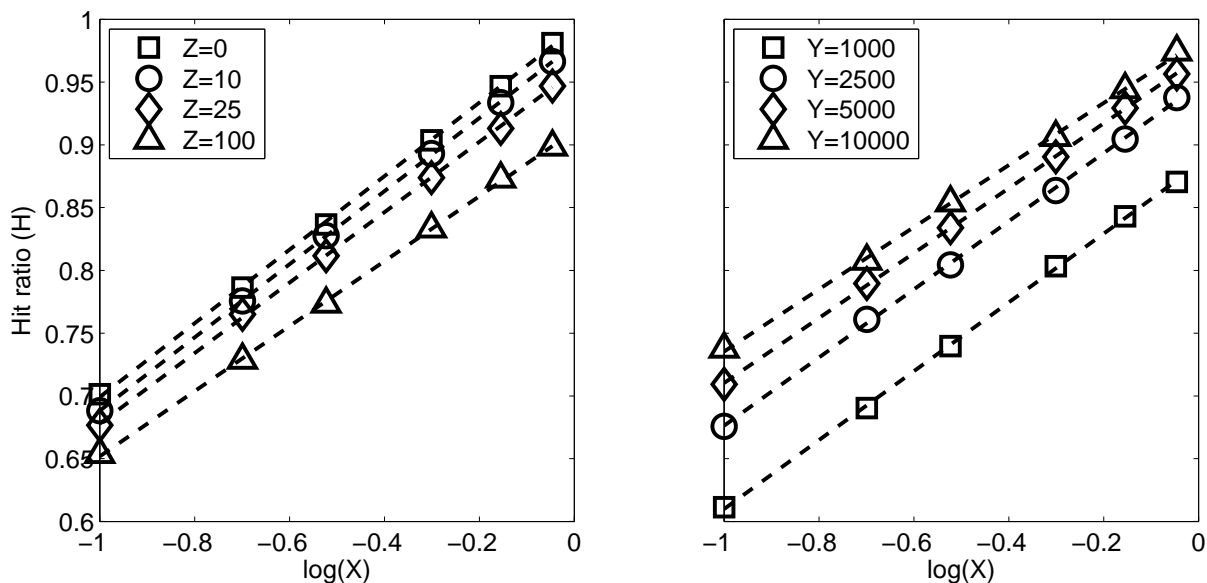 1
0.95
0.9
0.85
0.8
0.75
0.7
0.65
0.6
Hit ratio (H)
Z=0
Z=10
Z=25
Z=100
−1 −0.8 −0.6 −0.4 −0.2 0
log(X)
Y=1000
Y=2500
Y=5000
Y=10000
−1 −0.8 −0.6 −0.4 −0.2 0
log(X)